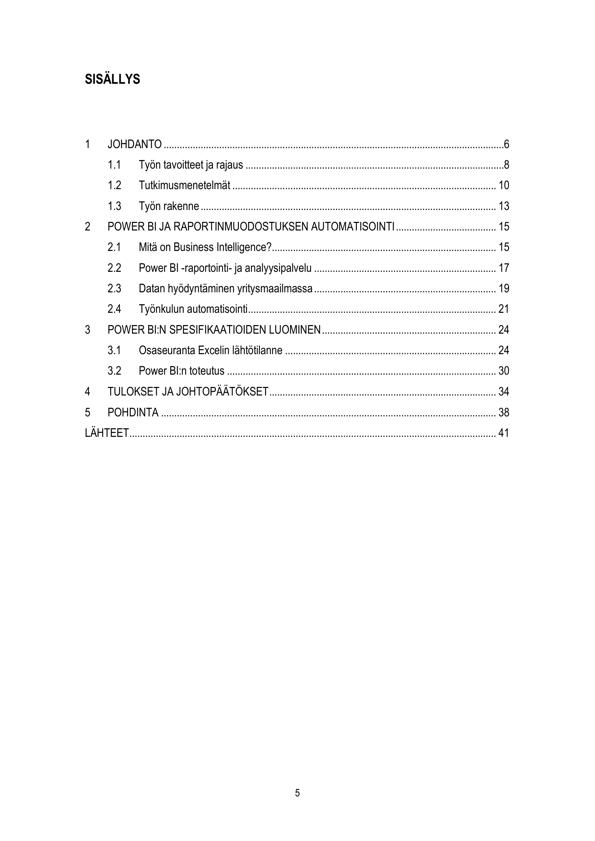 SISÄLLYS
1 JOHDANTO ................................................................................................................................6
1.1 Työn tavoitteet ja rajaus .................................................................................................8
1.2 Tutkimusmenetelmät .................................................................................................... 10
1.3 Työn rakenne ................................................................................................................ 13
2 POWER BI JA RAPORTINMUODOSTUKSEN AUTOMATISOINTI ...................................... 15
2.1 Mitä on Business Intelligence?..................................................................................... 15
2.2 Power BI -raportointi- ja analyysipalvelu ..................................................................... 17
2.3 Datan hyödyntäminen yritysmaailmassa ..................................................................... 19
2.4 Työnkulun automatisointi.............................................................................................. 21
3 POWER BI:N SPESIFIKAATIOIDEN LUOMINEN .................................................................. 24
3.1 Osaseuranta Excelin lähtötilanne ................................................................................ 24
3.2 Power BI:n toteutus ...................................................................................................... 30
4 TULOKSET JA JOHTOPÄÄTÖKSET...................................................................................... 34
5 POHDINTA .............................................................................................................................. 38
LÄHTEET.......................................................................................................................................... 41
5